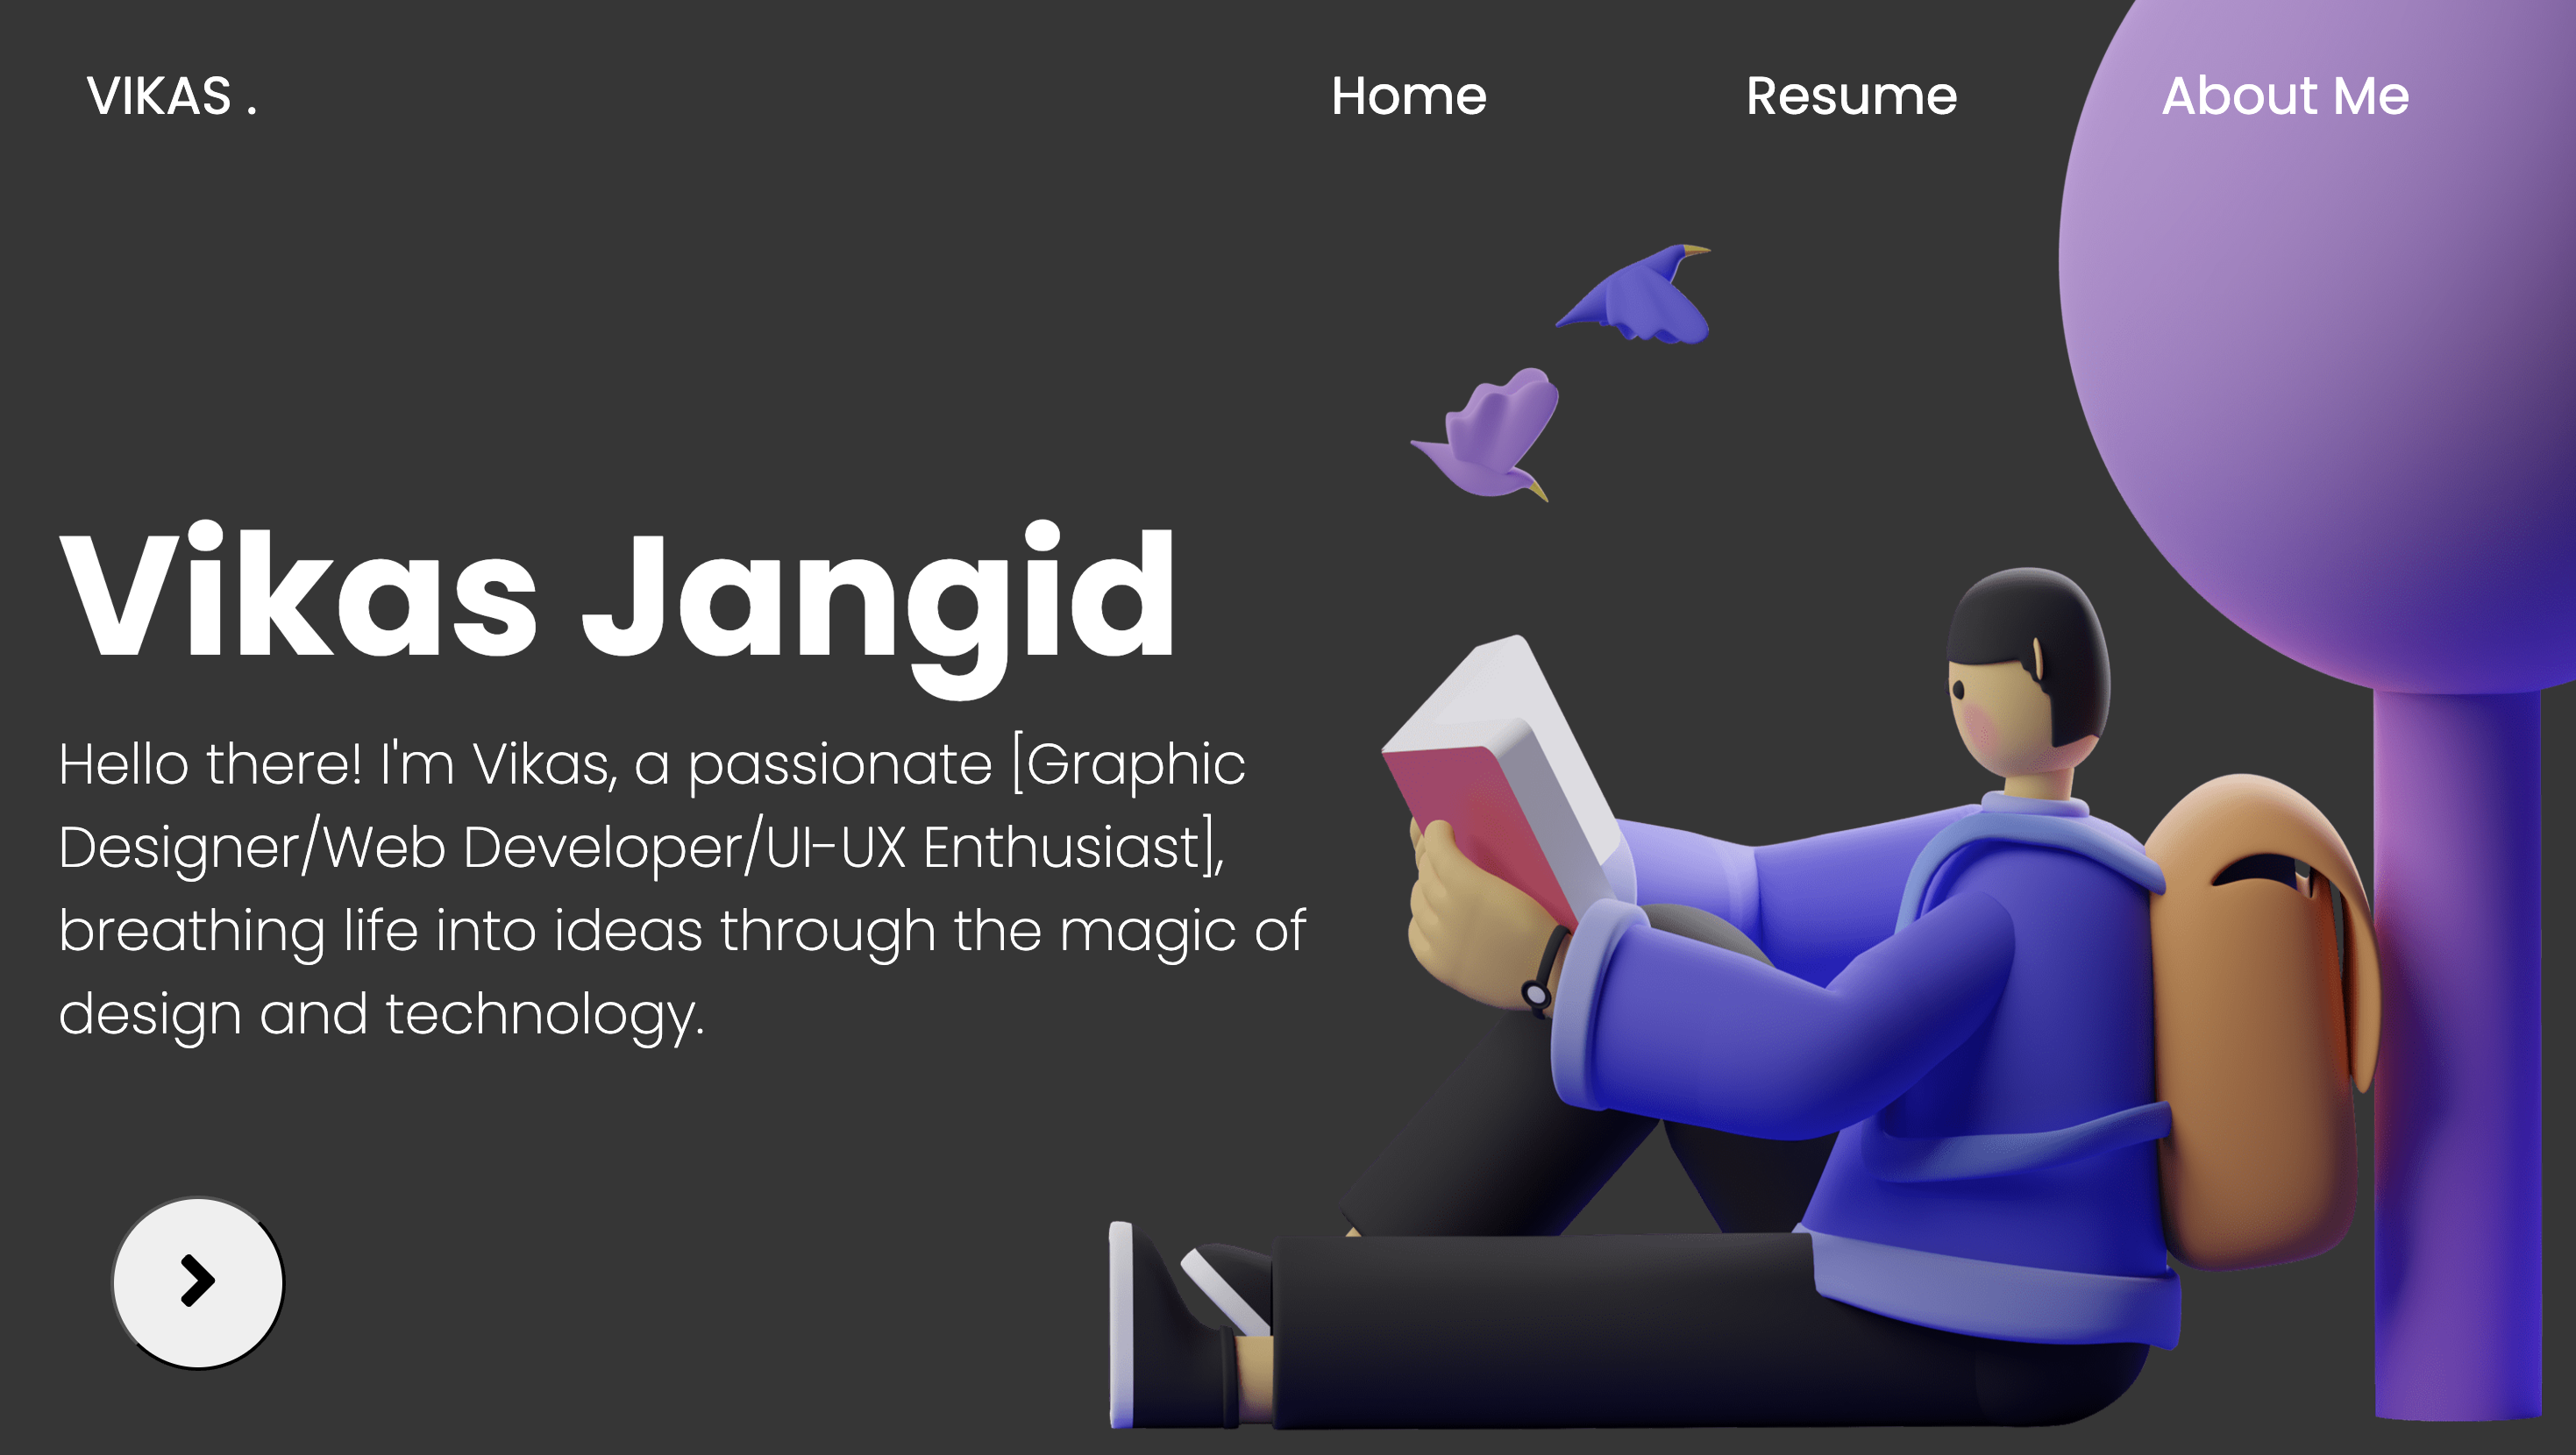 VIKAS .
Home
Resume
About Me
Vikas Jangid
Hello there! I'm Vikas, a passionate [Graphic
Designer/Web Developer/UI-UX Enthusiast],
breathing life into ideas through the magic of
design and technology.